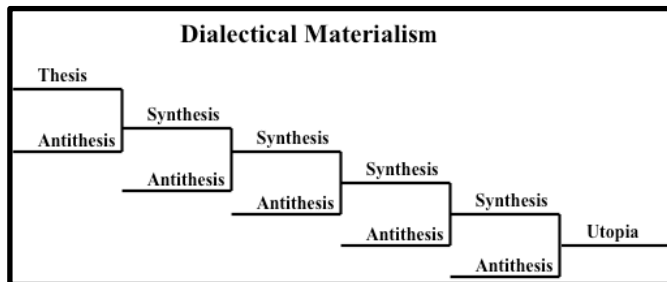 Dialectical Materialism
Thesis
Antithesis
Synthesis
Antithesis
Synthesis
Antithesis
Synthesis
Antithesis
Synthesis
Antithesis
Utopia